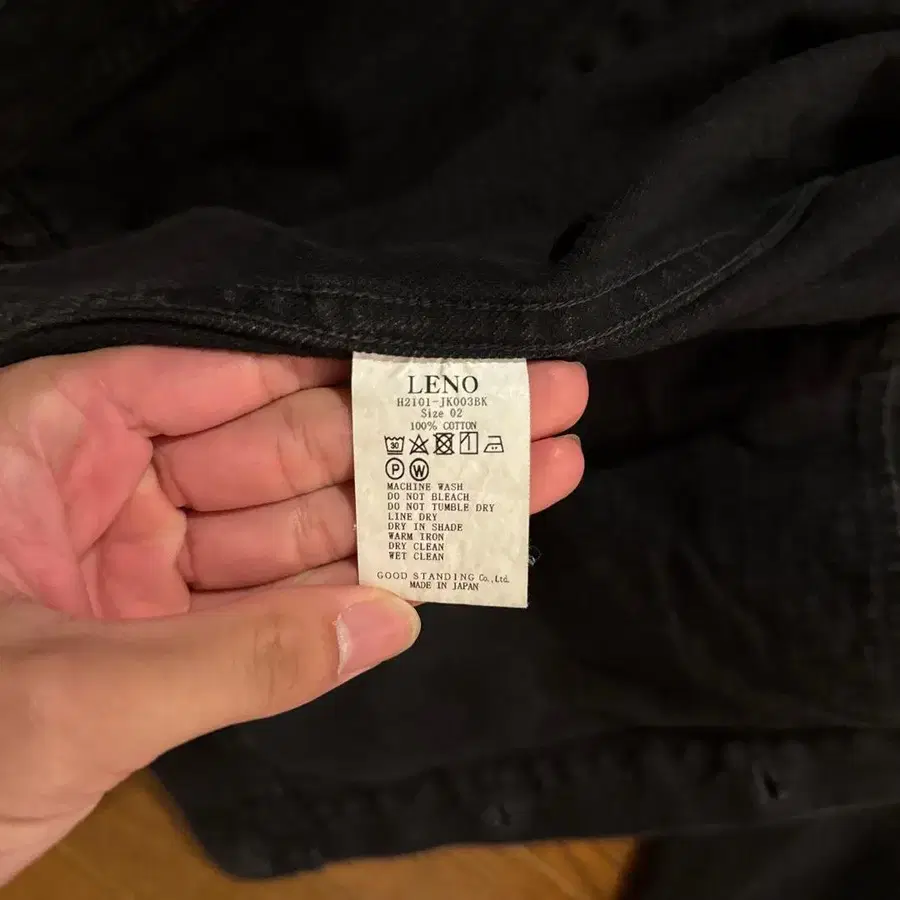 LENO
H2101-JK003BK
Size 02
100% COTTON
30
P W
MACHINE WASH
DO NOT BLEACH
DO NOT TUMBLE DRY
LINE DRY
DRY IN SHADE
WARM IRON
DRY CLEAN
WET CLEAN
GOOD STANDING Co.,Ltd.
MADE IN JAPAN